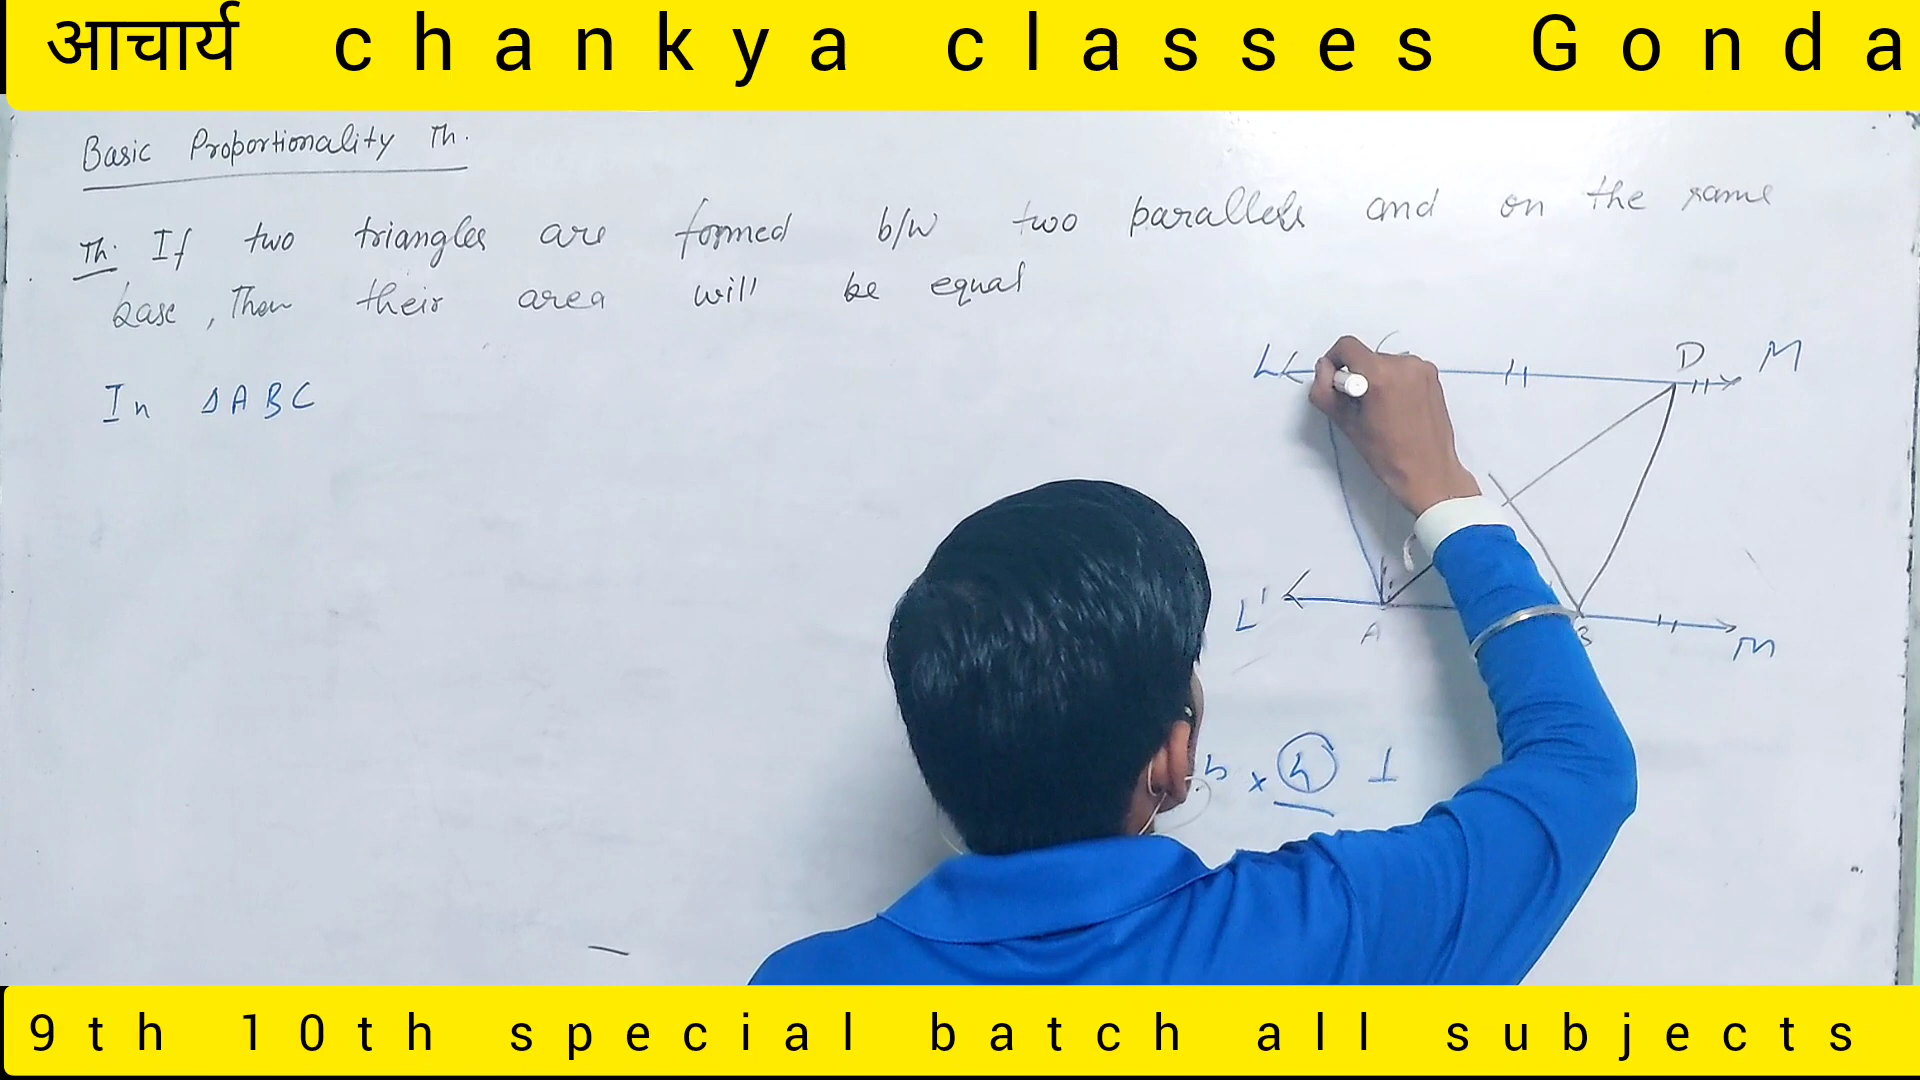 आचार्य chankya classes Gonda
Basic Proportionality Th.
Th: If two triangles are formed b/w two parallels and on the same
base, Then their area will be equal
In ΔABC
L C D M
L' A B M
b × h ⊥
9th 10th special batch all subjects